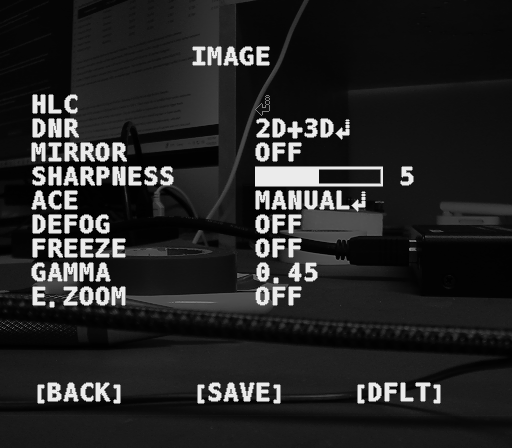 IMAGE
HLC
DNR 2D+3D↲
MIRROR OFF
SHARPNESS 5
ACE MANUAL↲
DEFOG OFF
FREEZE OFF
GAMMA 0.45
E.ZOOM OFF
[BACK] [SAVE] [DFLT]